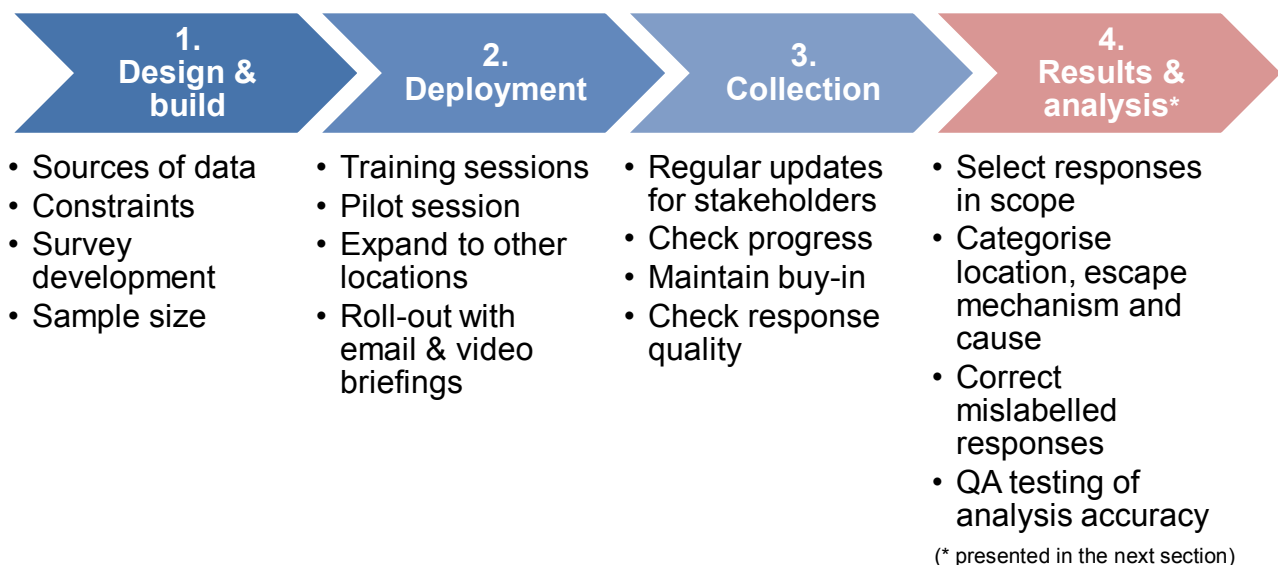 1.
Design &
build
2.
Deployment
3.
Collection
4.
Results &
analysis*
• Sources of data
• Constraints
• Survey
development
• Sample size
• Training sessions
• Pilot session
• Expand to other
locations
• Roll-out with
email & video
briefings
• Regular updates
for stakeholders
• Check progress
• Maintain buy-in
• Check response
quality
• Select responses
in scope
• Categorise
location, escape
mechanism and
cause
• Correct
mislabelled
responses
• QA testing of
analysis accuracy
(* presented in the next section)